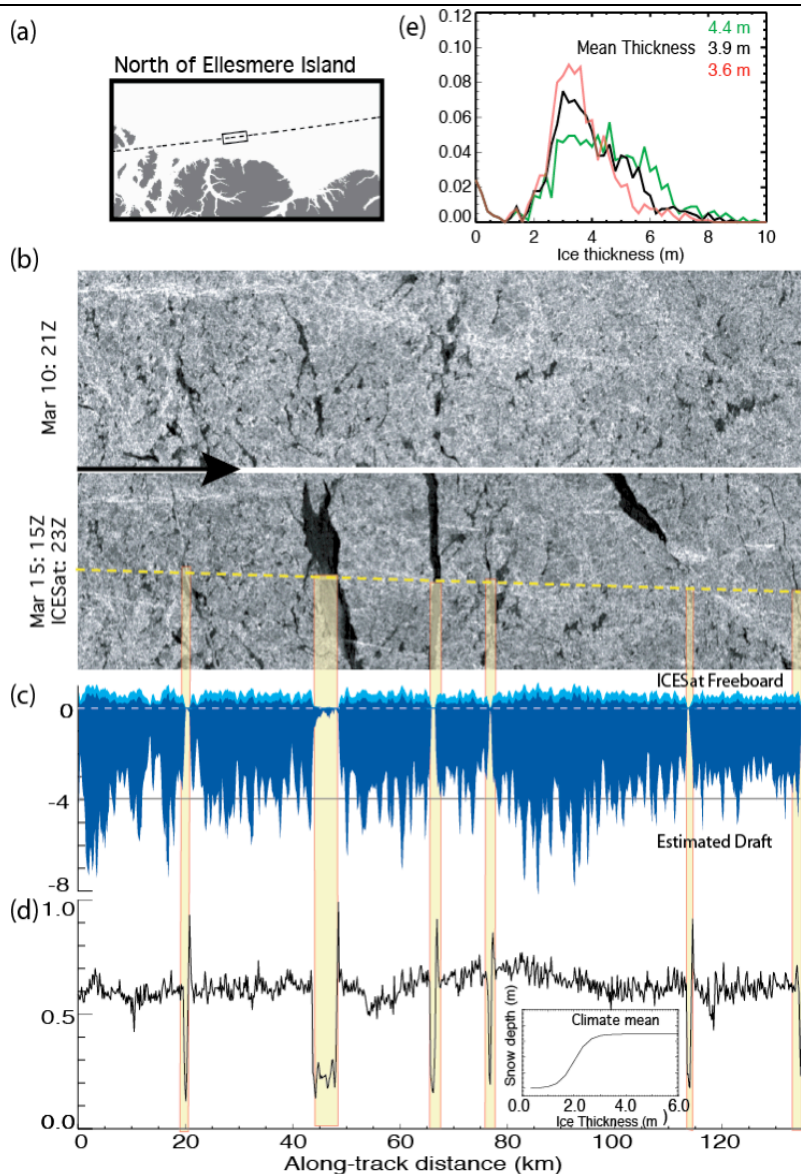 (a)
North of Ellesmere Island
(e)
0.12
0.10
0.08
0.06
0.04
0.02
0.00
Mean Thickness
4.4 m
3.9 m
3.6 m
0 2 4 6 8 10
Ice thickness (m)
(b)
Mar 10: 21Z
Mar 15: 15Z
ICESat: 23Z
(c)
ICESat Freeboard
0
-4
-8
Estimated Draft
(d)
1.0
0.5
0.0
Snow depth (m)
Climate mean
0.0 2.0 4.0 6.0
Ice Thickness (m )
0 20 40 60 80 100 120
Along-track distance (km)